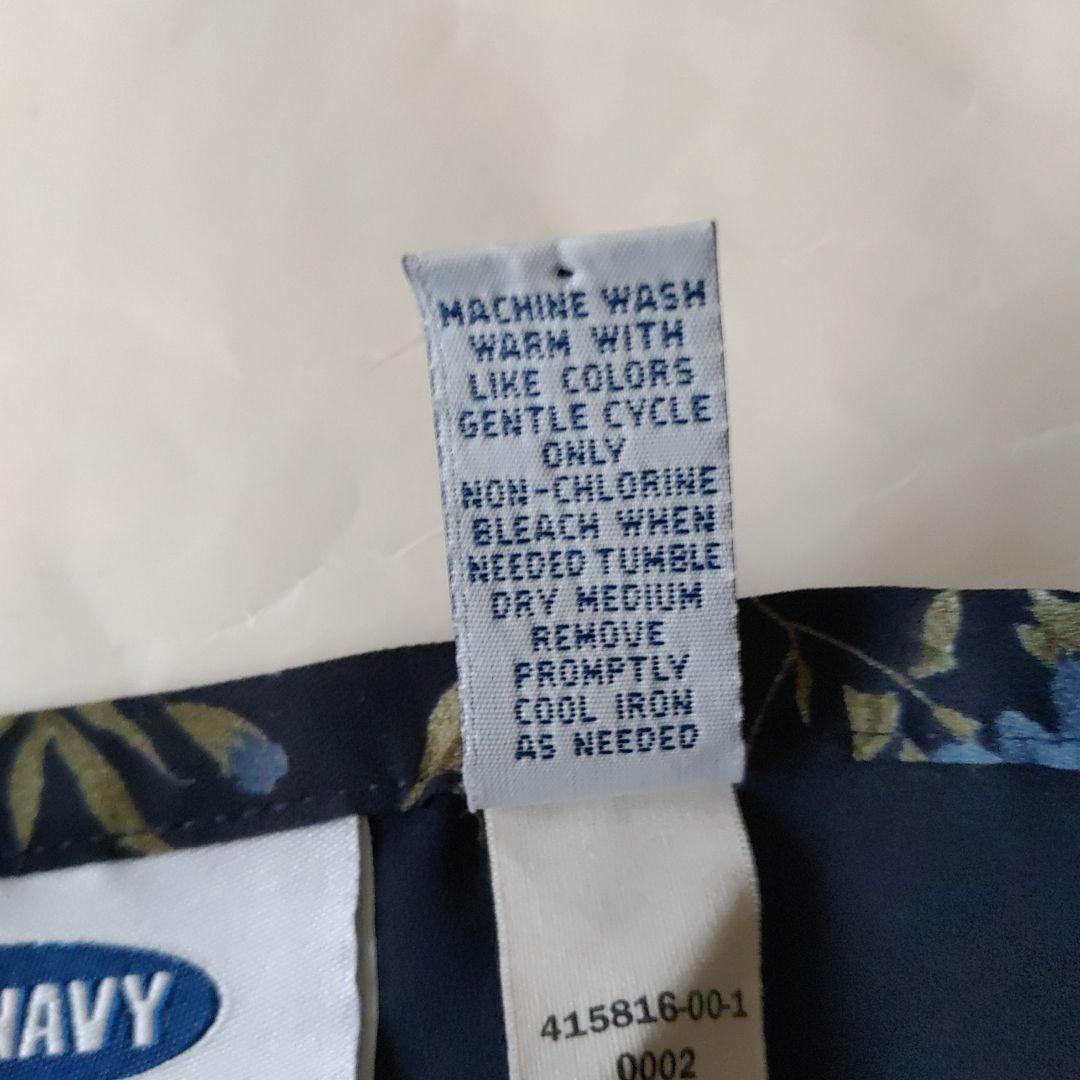 MACHINE WASH
WARM WITH
LIKE COLORS
GENTLE CYCLE
ONLY
NON-CHLORINE
BLEACH WHEN
NEEDED TUMBLE
DRY MEDIUM
REMOVE
PROMPTLY
COOL IRON
AS NEEDED
NAVY
415816-00-1
0002